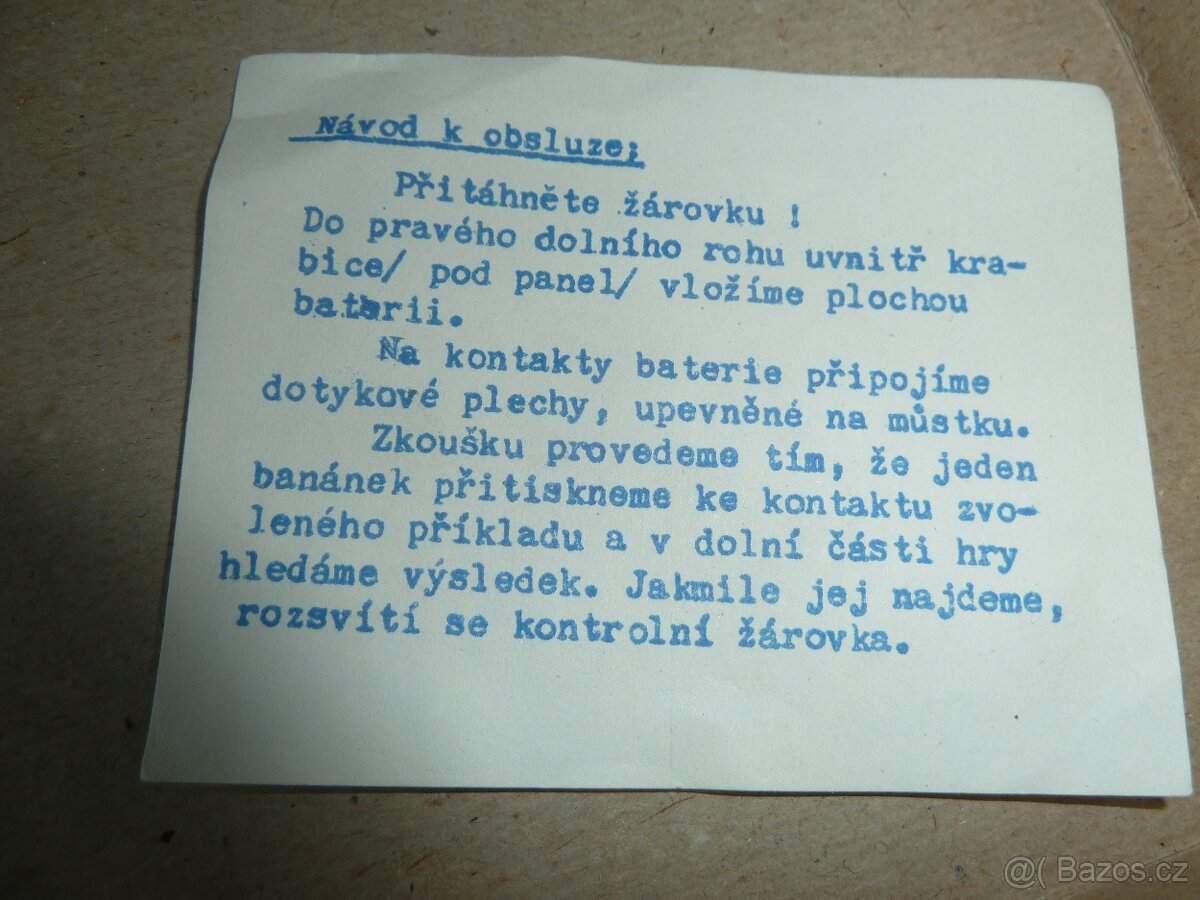 Návod k obsluze;
Přitáhněte žárovku !
Do pravého dolního rohu uvnitř kra-
bice/ pod panel/ vložíme plochou
baterii.
Na kontakty baterie připojíme
dotykové plechy, upevněné na můstku.
Zkoušku provedeme tím, že jeden
banánek přitiskneme ke kontaktu zvo-
leného příkladu a v dolní části hry
hledáme výsledek. Jakmile jej najdeme,
rozsvítí se kontrolní žárovka.
@( Bazos.cz